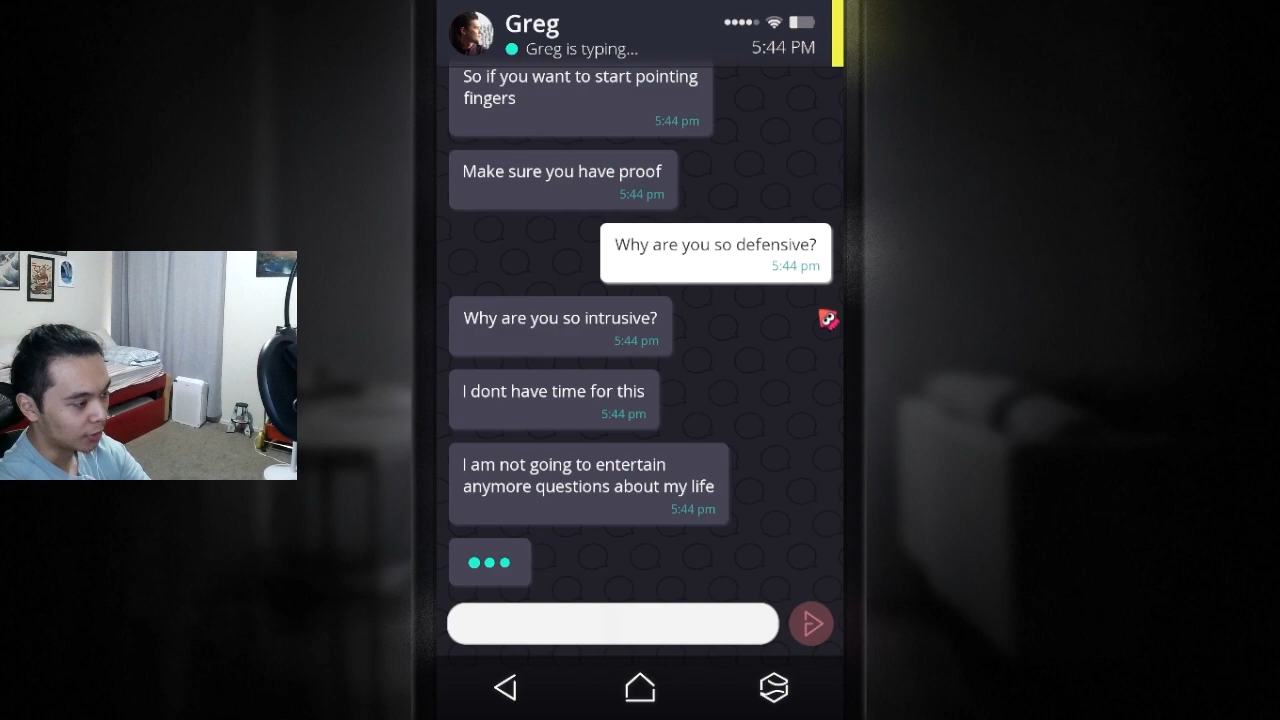 Greg
Greg is typing...
5:44 PM
So if you want to start pointing
fingers
5:44 pm
Make sure you have proof
5:44 pm
Why are you so defensive?
5:44 pm
Why are you so intrusive?
5:44 pm
I dont have time for this
5:44 pm
I am not going to entertain
anymore questions about my life
5:44 pm